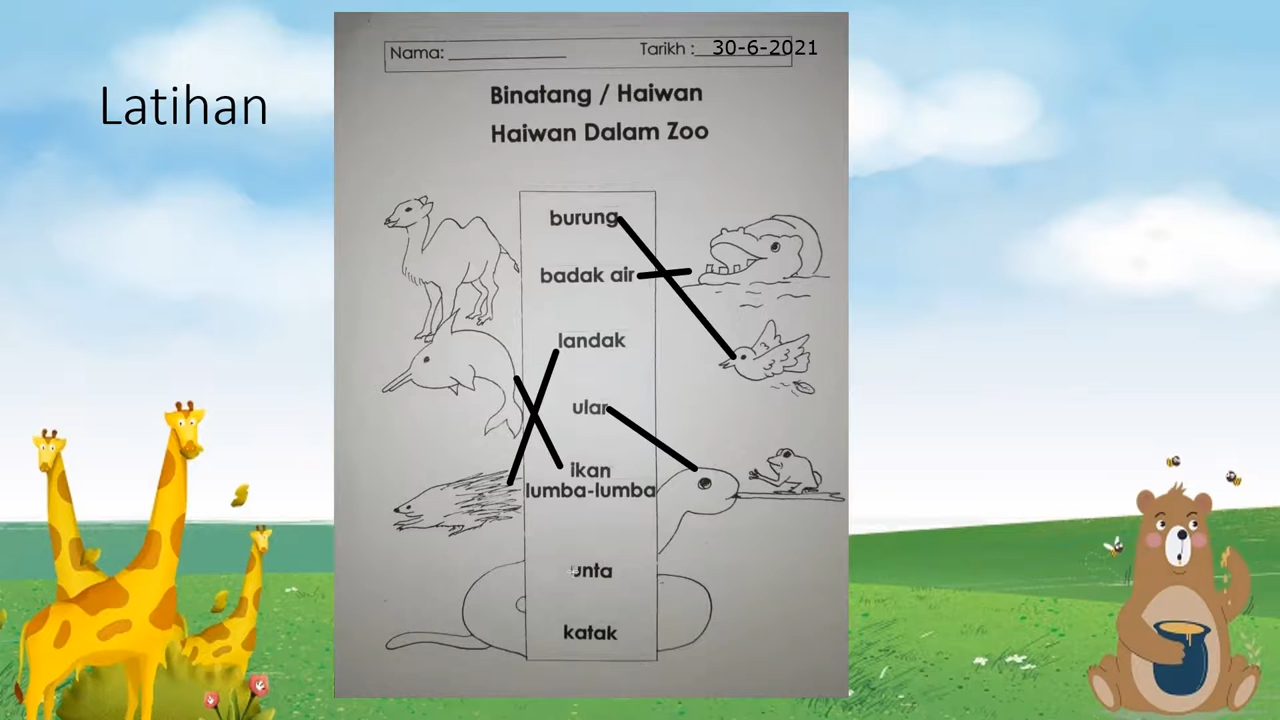 Latihan
Nama: Tarikh : 30-6-2021
Binatang / Haiwan
Haiwan Dalam Zoo
burung
badak air
landak
ular
ikan
lumba-lumba
unta
katak